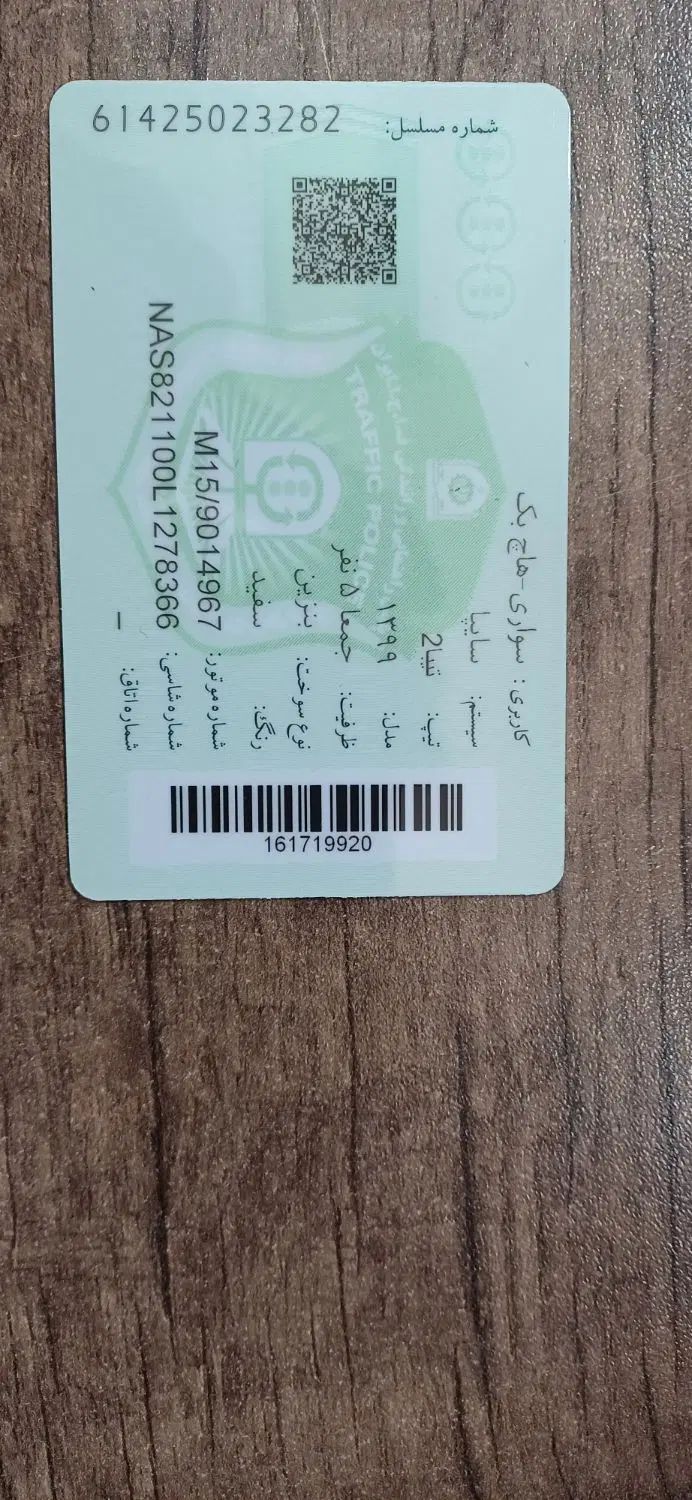 شماره مسلسل: 61425023282
کاربری: سواری-هاچ بک
سیستم: سایپا
تیپ: تیبا2
مدل: ۱۳۹۹
ظرفیت: جمعا ۵ نفر
نوع سوخت: بنزین
رنگ: سفید
شماره موتور: M15/9014967
شماره شاسی: NAS821100L1278366
شماره اتاق: _
161719920
TRAFFIC POLICE